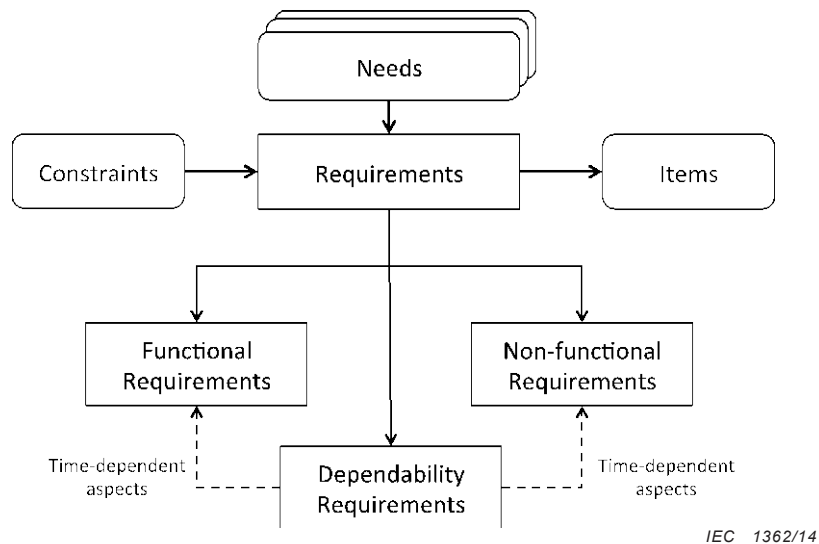 Needs
Constraints
Requirements
Items
Functional
Requirements
Non-functional
Requirements
Time-dependent
aspects
Dependability
Requirements
Time-dependent
aspects
IEC 1362/14